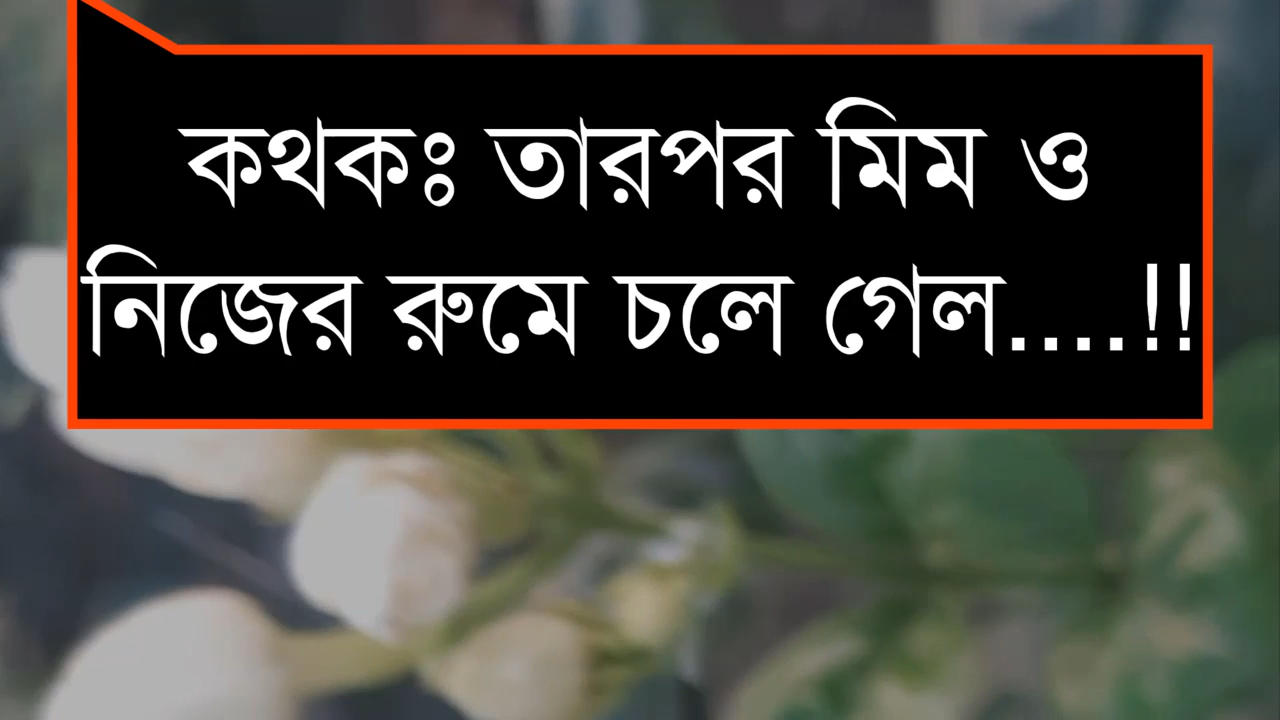 কথকঃ তারপর মিম ও
নিজের রুমে চলে গেল....!!